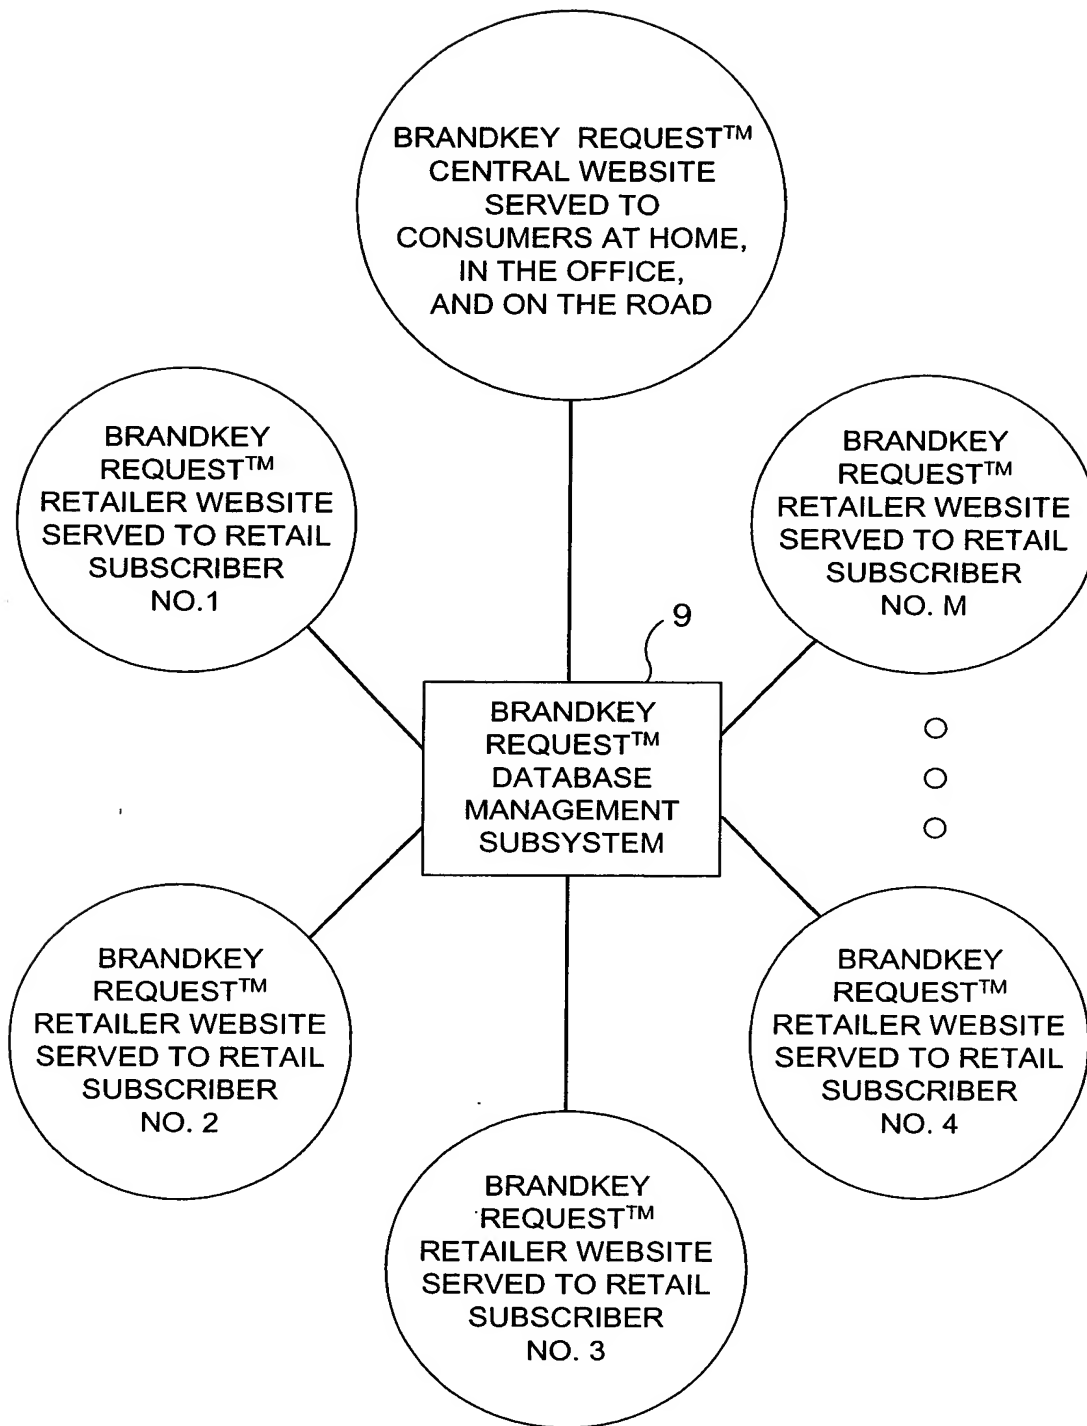 BRANDKEY REQUEST™
CENTRAL WEBSITE
SERVED TO
CONSUMERS AT HOME,
IN THE OFFICE,
AND ON THE ROAD
BRANDKEY
REQUEST™
RETAILER WEBSITE
SERVED TO RETAIL
SUBSCRIBER
NO.1
BRANDKEY
REQUEST™
RETAILER WEBSITE
SERVED TO RETAIL
SUBSCRIBER
NO. M
9
BRANDKEY
REQUEST™
DATABASE
MANAGEMENT
SUBSYSTEM
BRANDKEY
REQUEST™
RETAILER WEBSITE
SERVED TO RETAIL
SUBSCRIBER
NO. 2
BRANDKEY
REQUEST™
RETAILER WEBSITE
SERVED TO RETAIL
SUBSCRIBER
NO. 4
BRANDKEY
REQUEST™
RETAILER WEBSITE
SERVED TO RETAIL
SUBSCRIBER
NO. 3